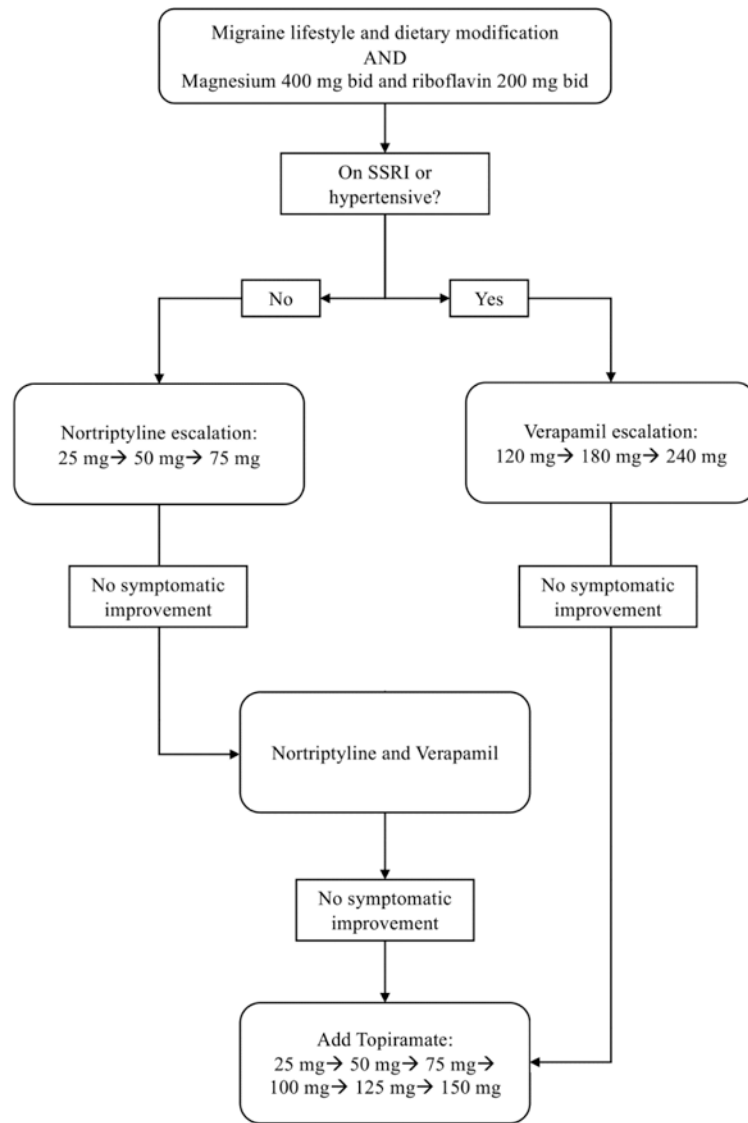 Migraine lifestyle and dietary modification
AND
Magnesium 400 mg bid and riboflavin 200 mg bid
On SSRI or
hypertensive?
No
Yes
Nortriptyline escalation:
25 mg→ 50 mg→ 75 mg
Verapamil escalation:
120 mg→ 180 mg→ 240 mg
No symptomatic
improvement
No symptomatic
improvement
Nortriptyline and Verapamil
No symptomatic
improvement
Add Topiramate:
25 mg→ 50 mg→ 75 mg→
100 mg→ 125 mg→ 150 mg